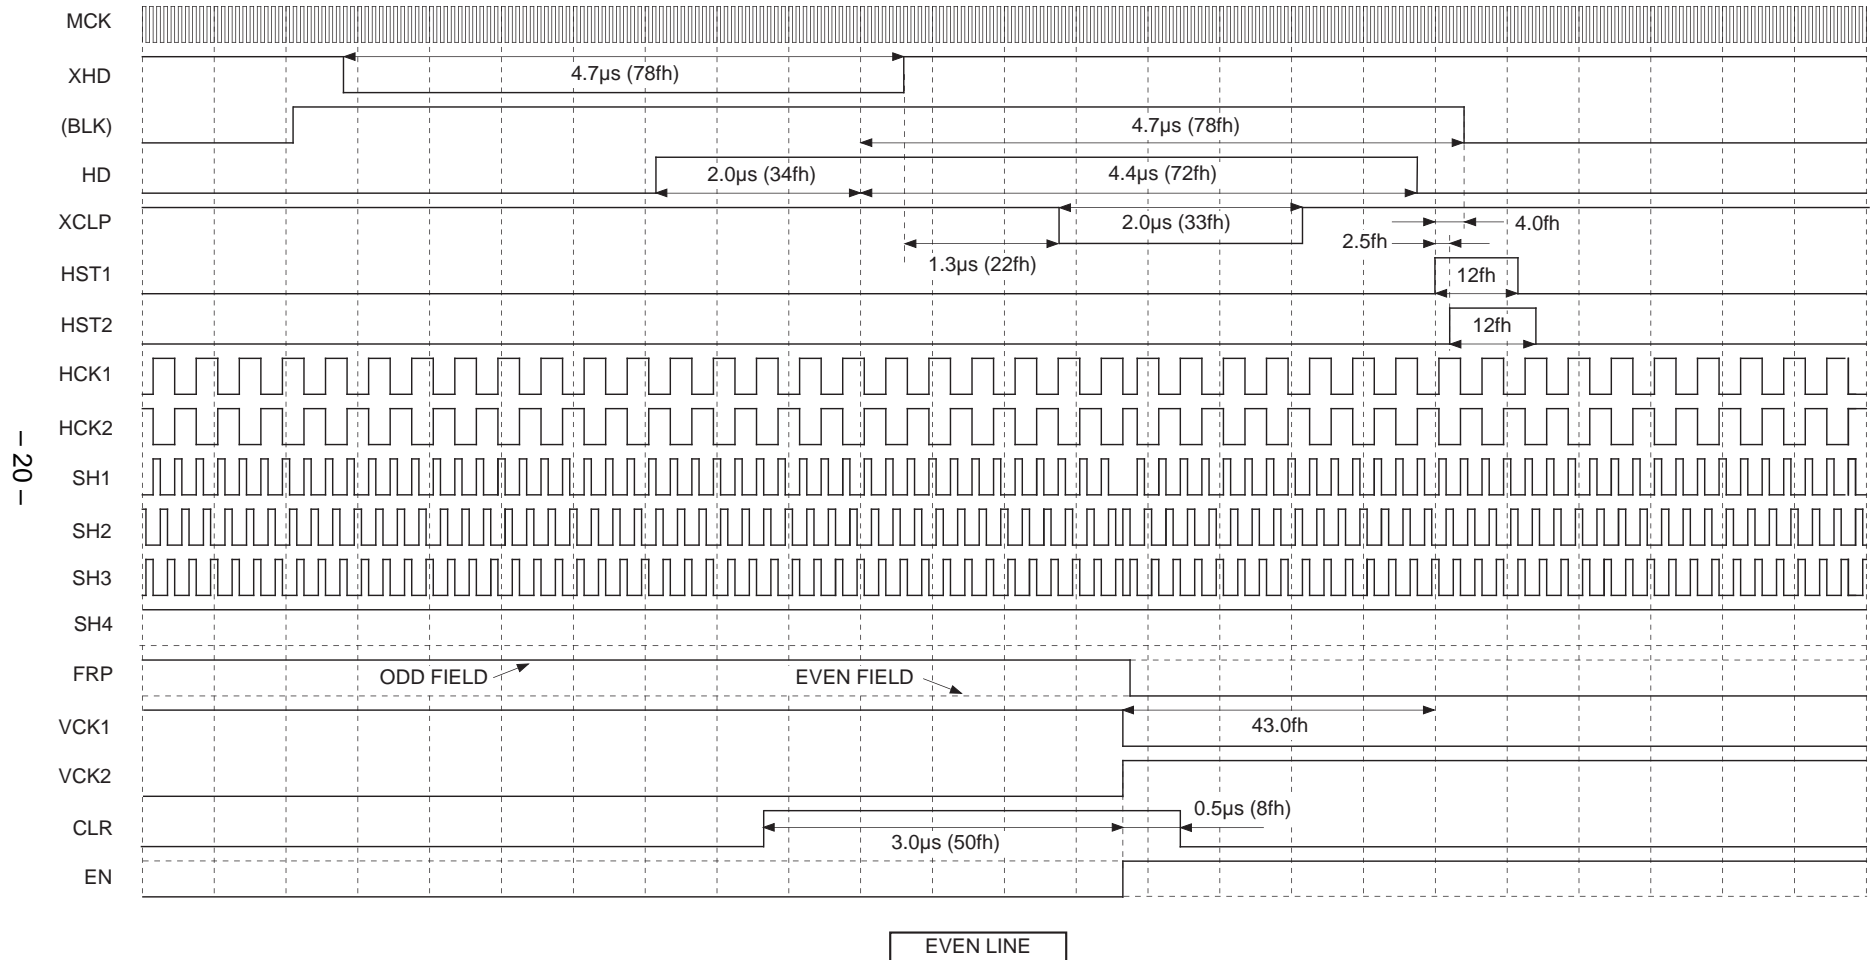 MCK
XHD
4.7µs (78fh)
(BLK)
4.7µs (78fh)
HD
2.0µs (34fh)
4.4µs (72fh)
XCLP
2.0µs (33fh)
4.0fh
2.5fh
1.3µs (22fh)
HST1
12fh
HST2
12fh
HCK1
HCK2
– 20 –
SH1
SH2
SH3
SH4
FRP
ODD FIELD
EVEN FIELD
VCK1
43.0fh
VCK2
0.5µs (8fh)
CLR
3.0µs (50fh)
EN
EVEN LINE